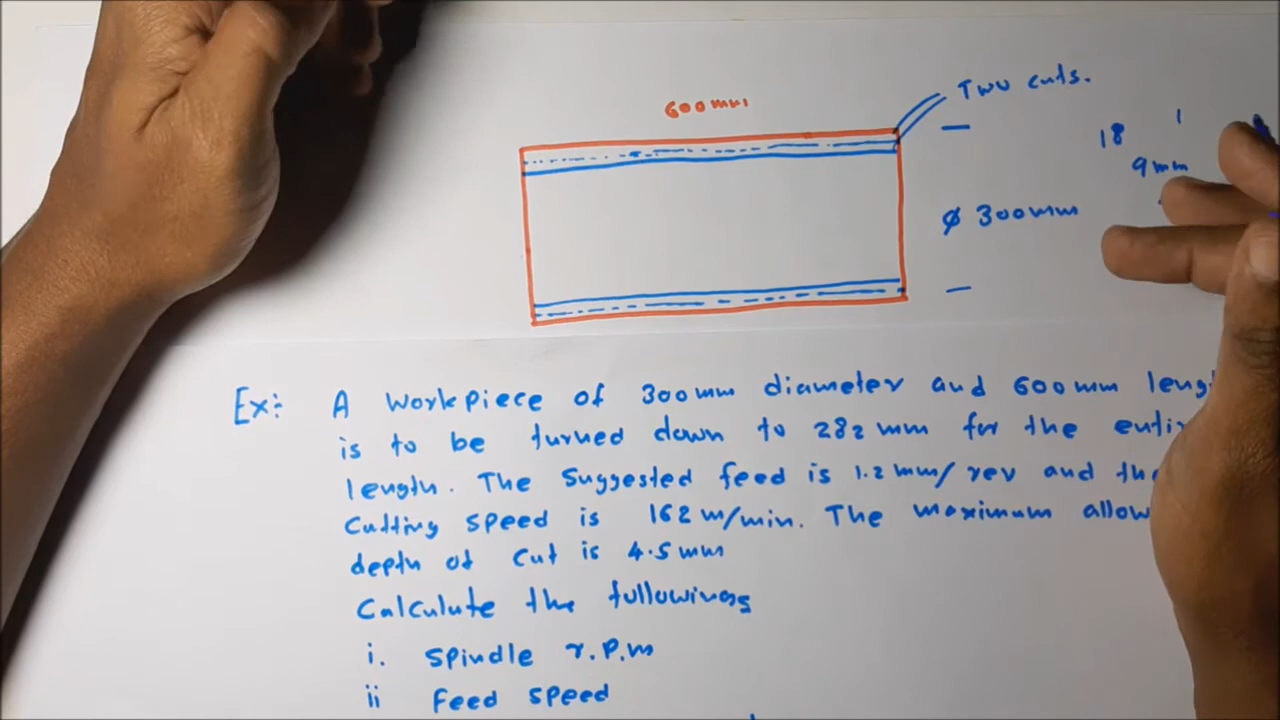 600mm
Two cuts.
18
9mm
ø 300mm
Ex:- A workpiece of 300mm diameter and 600mm
is to be turned down to 282mm for the
length. The suggested feed is 1.2mm/rev and the
Cutting speed is 162m/min. The maximum
depth of cut is 4.5mm
Calculate the followings
i. Spindle r.p.m
ii Feed speed